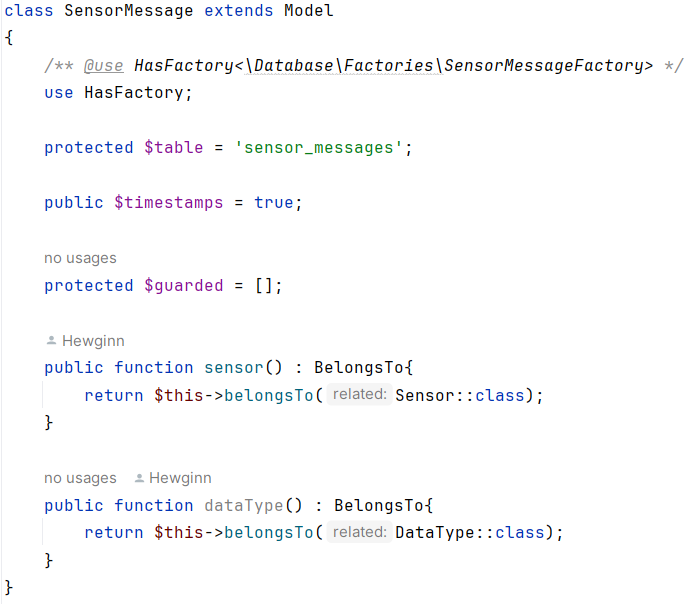 class SensorMessage extends Model
{
    /** @use HasFactory<\Database\Factories\SensorMessageFactory> */
    use HasFactory;

    protected $table = 'sensor_messages';

    public $timestamps = true;

    no usages
    protected $guarded = [];

    Hewginn
    public function sensor() : BelongsTo{
        return $this->belongsTo( related: Sensor::class);
    }

    no usages   Hewginn
    public function dataType() : BelongsTo{
        return $this->belongsTo( related: DataType::class);
    }
}